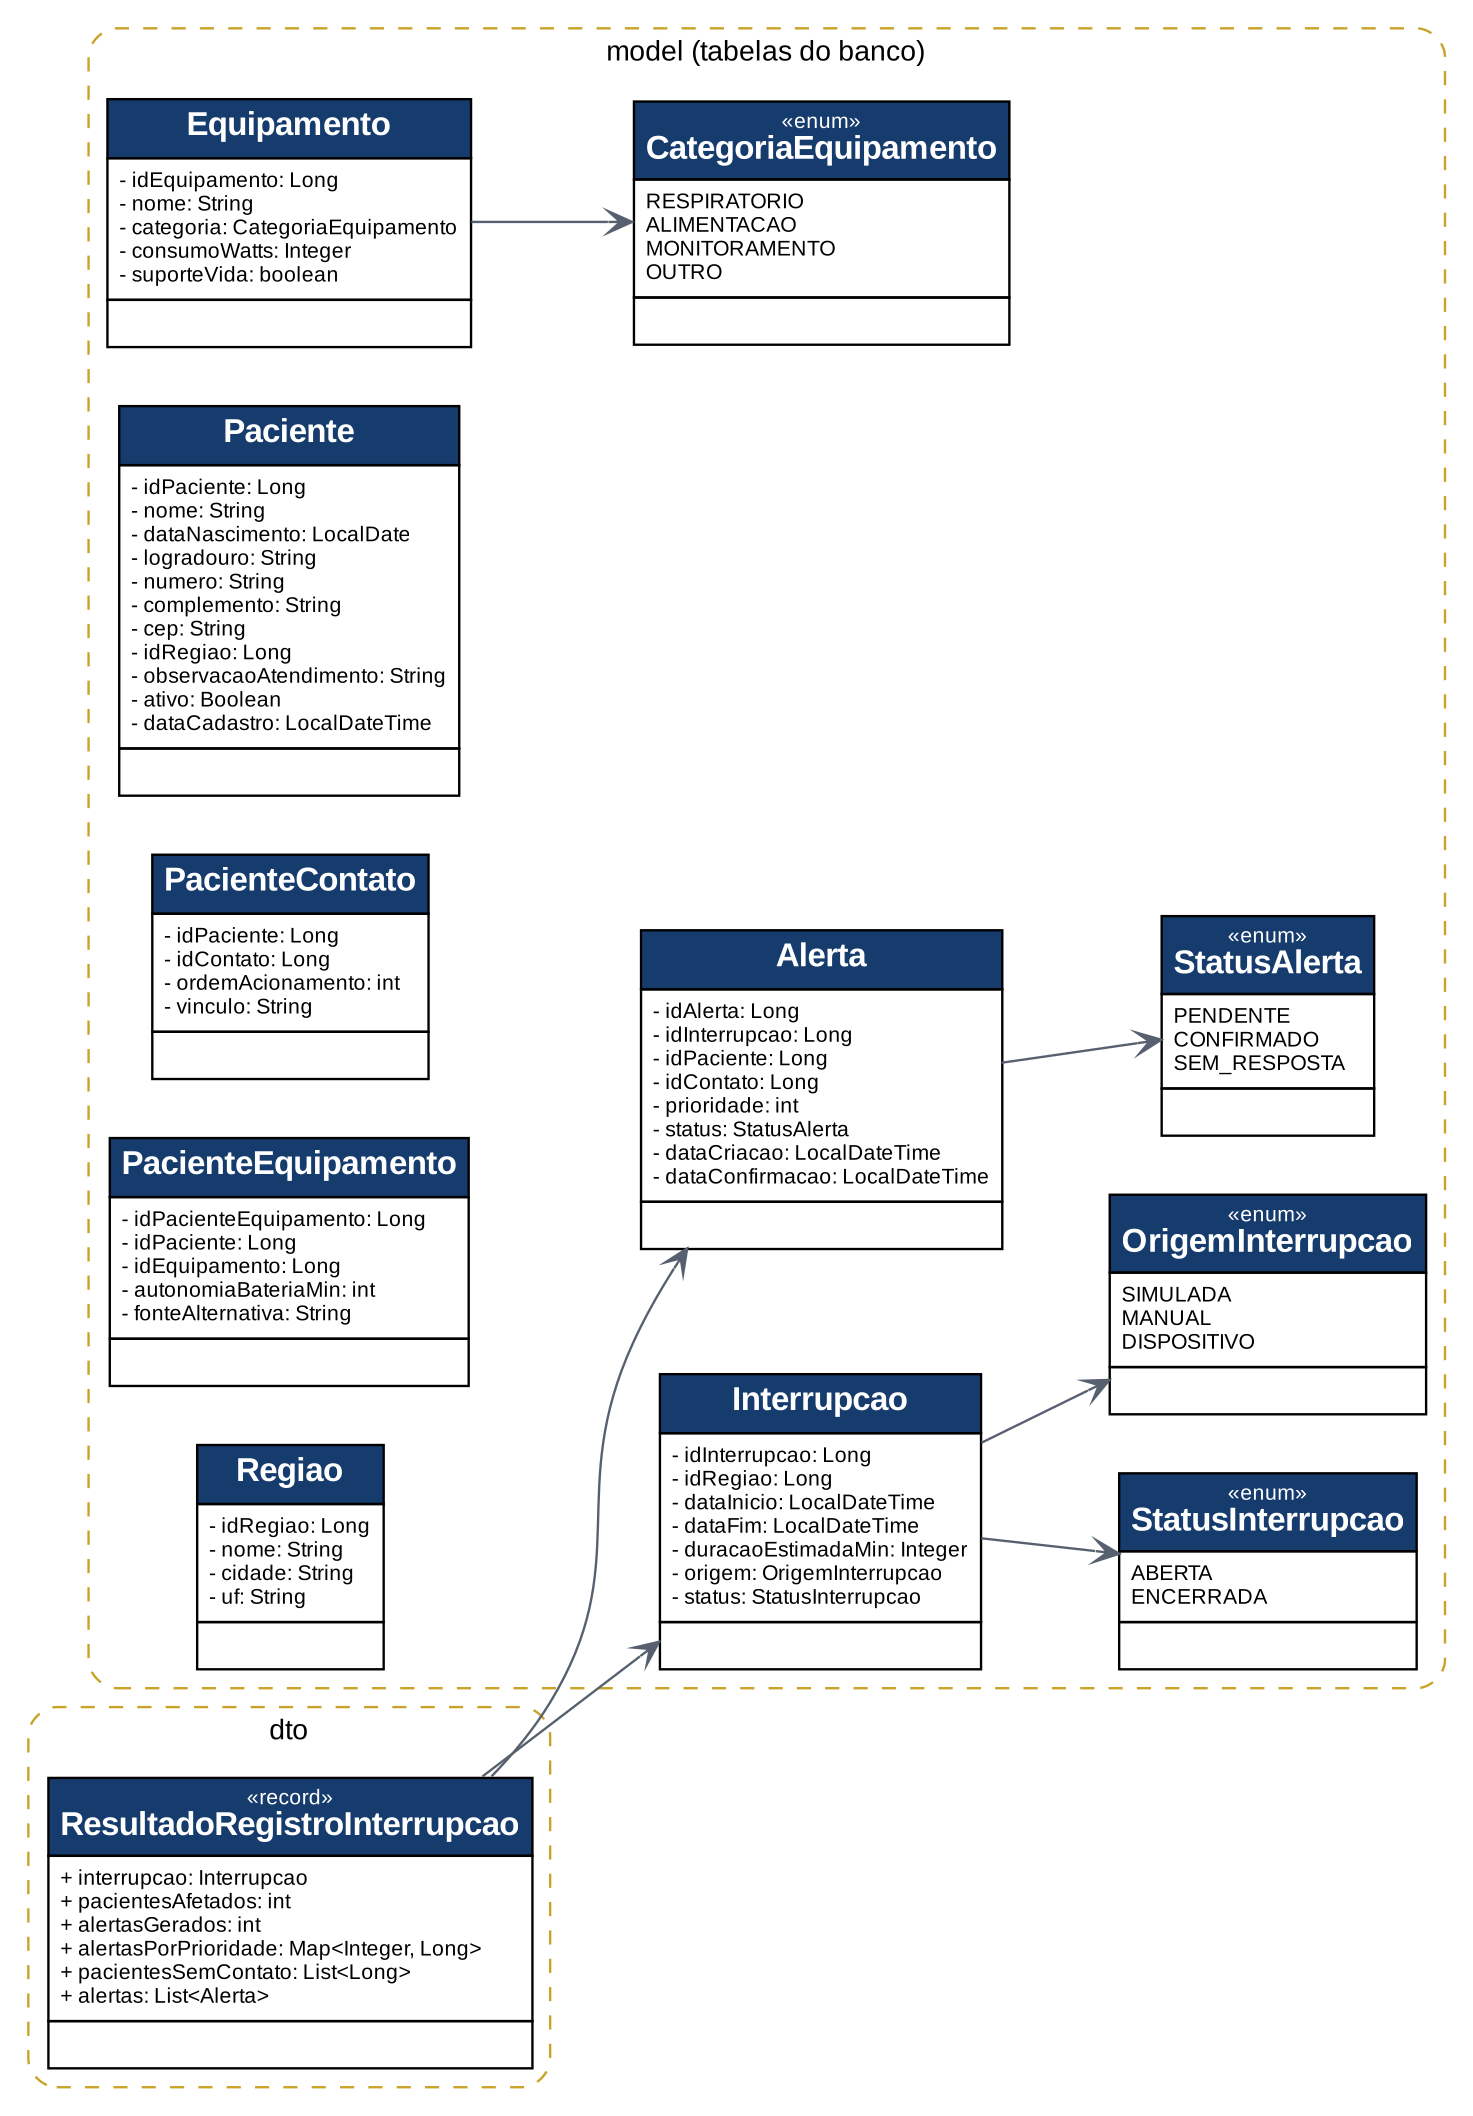 model (tabelas do banco)
Equipamento
- idEquipamento: Long
- nome: String
- categoria: CategoriaEquipamento
- consumoWatts: Integer
- suporteVida: boolean
«enum»
CategoriaEquipamento
RESPIRATORIO
ALIMENTACAO
MONITORAMENTO
OUTRO
Paciente
- idPaciente: Long
- nome: String
- dataNascimento: LocalDate
- logradouro: String
- numero: String
- complemento: String
- cep: String
- idRegiao: Long
- observacaoAtendimento: String
- ativo: Boolean
- dataCadastro: LocalDateTime
PacienteContato
- idPaciente: Long
- idContato: Long
- ordemAcionamento: int
- vinculo: String
Alerta
- idAlerta: Long
- idInterrupcao: Long
- idPaciente: Long
- idContato: Long
- prioridade: int
- status: StatusAlerta
- dataCriacao: LocalDateTime
- dataConfirmacao: LocalDateTime
«enum»
StatusAlerta
PENDENTE
CONFIRMADO
SEM_RESPOSTA
PacienteEquipamento
- idPacienteEquipamento: Long
- idPaciente: Long
- idEquipamento: Long
- autonomiaBateriaMin: int
- fonteAlternativa: String
«enum»
OrigemInterrupcao
SIMULADA
MANUAL
DISPOSITIVO
Interrupcao
- idInterrupcao: Long
- idRegiao: Long
- dataInicio: LocalDateTime
- dataFim: LocalDateTime
- duracaoEstimadaMin: Integer
- origem: OrigemInterrupcao
- status: StatusInterrupcao
Regiao
- idRegiao: Long
- nome: String
- cidade: String
- uf: String
«enum»
StatusInterrupcao
ABERTA
ENCERRADA
dto
«record»
ResultadoRegistroInterrupcao
+ interrupcao: Interrupcao
+ pacientesAfetados: int
+ alertasGerados: int
+ alertasPorPrioridade: Map<Integer, Long>
+ pacientesSemContato: List<Long>
+ alertas: List<Alerta>